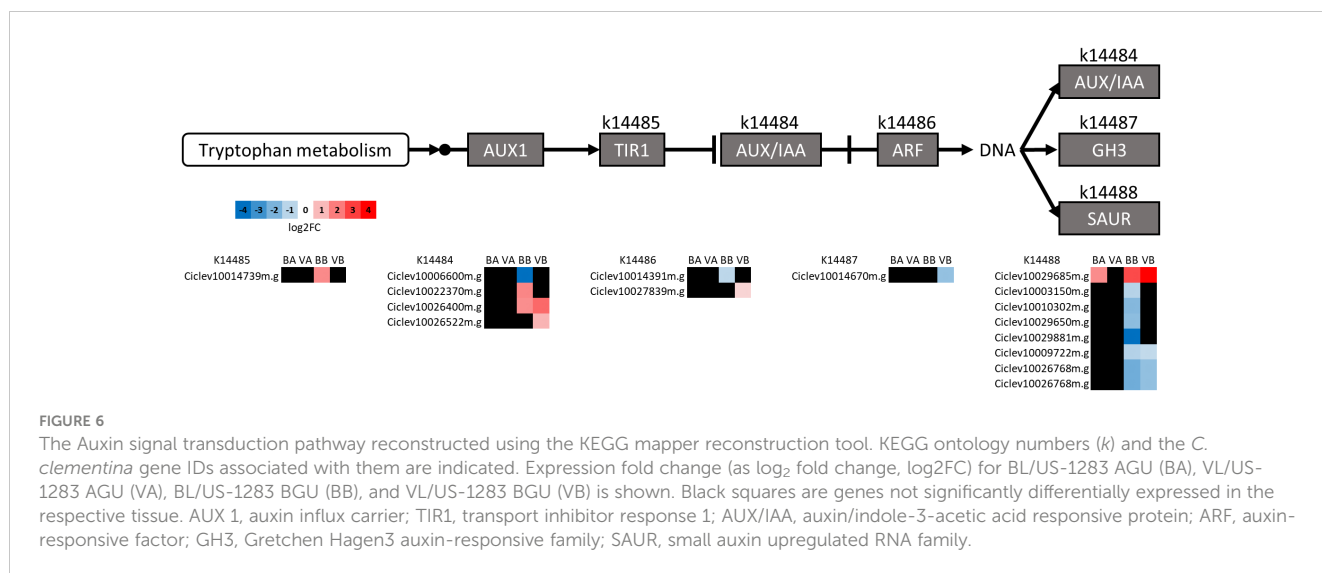 k14484
AUX/IAA
k14485 k14484 k14486 k14487
Tryptophan metabolism AUX1 TIR1 AUX/IAA ARF DNA GH3
k14488
SAUR
-4 -3 -2 -1 0 1 2 3 4
log2FC
K14485 BA VA BB VB
Ciclev10014739m.g
K14484 BA VA BB VB
Ciclev10006600m.g
Ciclev10022370m.g
Ciclev10026400m.g
Ciclev10026522m.g
K14486 BA VA BB VB
Ciclev10014391m.g
Ciclev10027839m.g
K14487 BA VA BB VB
Ciclev10014670m.g
K14488 BA VA BB VB
Ciclev10029685m.g
Ciclev10003150m.g
Ciclev10010302m.g
Ciclev10029650m.g
Ciclev10029881m.g
Ciclev10009722m.g
Ciclev10026768m.g
Ciclev10026768m.g
FIGURE 6
The Auxin signal transduction pathway reconstructed using the KEGG mapper reconstruction tool. KEGG ontology numbers (k) and the C.
clementina gene IDs associated with them are indicated. Expression fold change (as log₂ fold change, log2FC) for BL/US-1283 AGU (BA), VL/US-
1283 AGU (VA), BL/US-1283 BGU (BB), and VL/US-1283 BGU (VB) is shown. Black squares are genes not significantly differentially expressed in the
respective tissue. AUX 1, auxin influx carrier; TIR1, transport inhibitor response 1; AUX/IAA, auxin/indole-3-acetic acid responsive protein; ARF, auxin-
responsive factor; GH3, Gretchen Hagen3 auxin-responsive family; SAUR, small auxin upregulated RNA family.